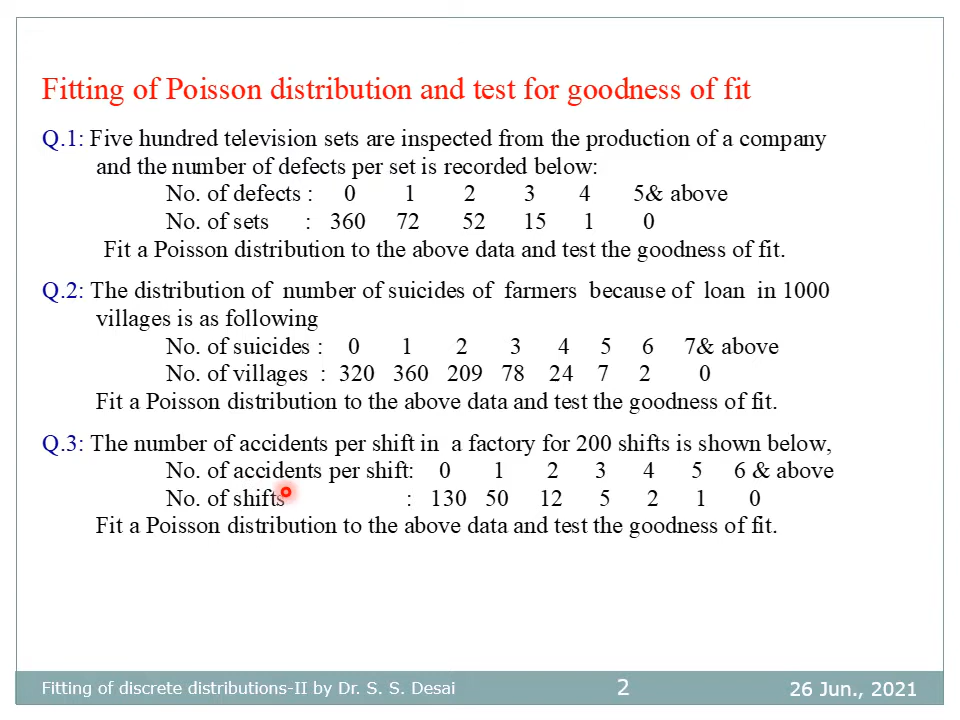 Fitting of Poisson distribution and test for goodness of fit
Q.1: Five hundred television sets are inspected from the production of a company
and the number of defects per set is recorded below:
No. of defects : 0 1 2 3 4 5& above
No. of sets : 360 72 52 15 1 0
Fit a Poisson distribution to the above data and test the goodness of fit.
Q.2: The distribution of number of suicides of farmers because of loan in 1000
villages is as following
No. of suicides : 0 1 2 3 4 5 6 7& above
No. of villages : 320 360 209 78 24 7 2 0
Fit a Poisson distribution to the above data and test the goodness of fit.
Q.3: The number of accidents per shift in a factory for 200 shifts is shown below,
No. of accidents per shift: 0 1 2 3 4 5 6 & above
No. of shifts : 130 50 12 5 2 1 0
Fit a Poisson distribution to the above data and test the goodness of fit.
Fitting of discrete distributions-II by Dr. S. S. Desai 2 26 Jun., 2021